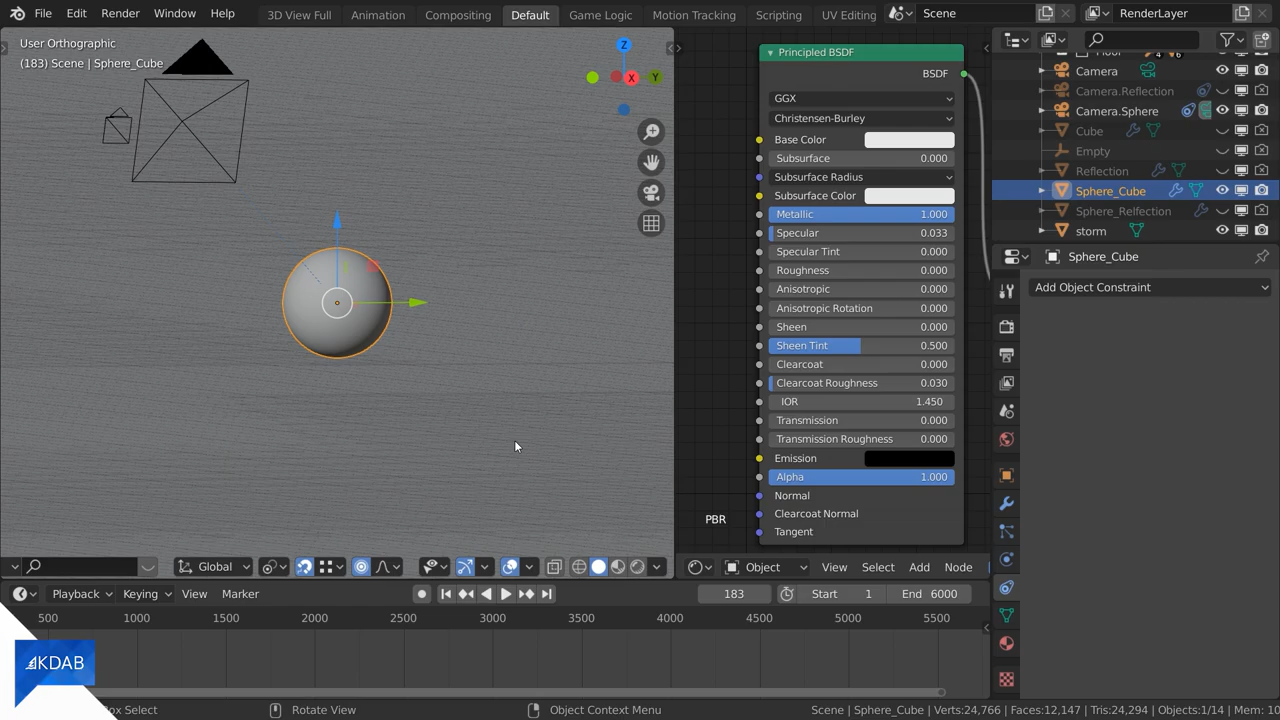 File Edit Render Window Help 3D View Full Animation Compositing Default Game Logic Motion Tracking Scripting UV Editing Scene RenderLayer
User Orthographic
(183) Scene | Sphere_Cube
Z
X
Y
Principled BSDF
BSDF
GGX
Christensen-Burley
Base Color
Subsurface 0.000
Subsurface Radius
Subsurface Color
Metallic 1.000
Specular 0.033
Specular Tint 0.000
Roughness 0.000
Anisotropic 0.000
Anisotropic Rotation 0.000
Sheen 0.000
Sheen Tint 0.500
Clearcoat 0.000
Clearcoat Roughness 0.030
IOR 1.450
Transmission 0.000
Transmission Roughness 0.000
Emission
Alpha 1.000
Normal
Clearcoat Normal
Tangent
PBR
Camera
Camera.Reflection
Camera.Sphere
Cube
Empty
Reflection
Sphere_Cube
Sphere_Relfection
storm
Sphere_Cube
Add Object Constraint
Global
Object View Select Add Node
Playback Keying View Marker 183 Start 1 End 6000
500 1500 2000 2500 3000 3500 4000 4500 5000 5500
KDAB
Box Select Rotate View Object Context Menu Scene | Sphere_Cube | Verts:24,766 | Faces:12,147 | Tris:24,294 | Objects:1/14 | Mem: 10